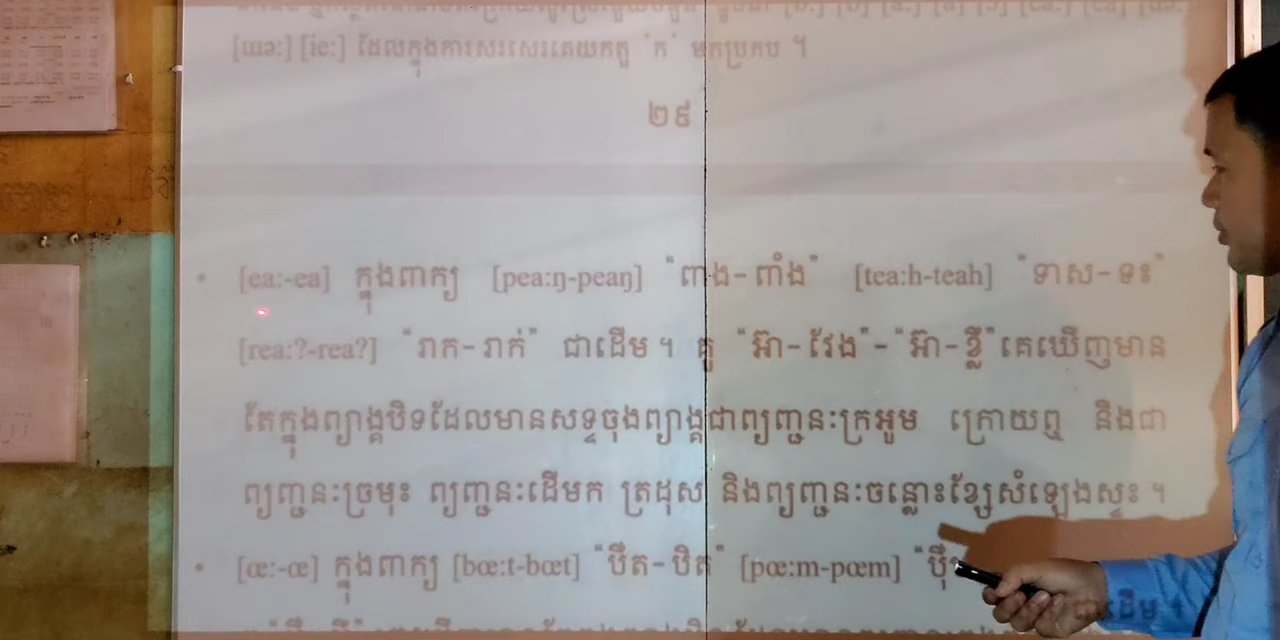 [ɯɘ:] [ie:] ដែលក្នុងការសរសេរគេយកតួ "ក" មកប្រកប ។
២៩
• [ea:-ea] ក្នុងពាក្យ [pea:ŋ-peaŋ] "ពាង-ពាំង" [tea:h-teah] "ទាស-ទះ"
[rea:?-rea?] "រាក-រាក់" ជាដើម ។ គូ "អ៊ា-វែង"-"អ៊ា-ខ្លី" គេឃើញមាន
តែក្នុងព្យាង្គបិទដែលមានសទ្ទចុងព្យាង្គជាព្យញ្ជនៈក្រអូម ក្រោយឮ និងជា
ព្យញ្ជនៈច្រមុះ ព្យញ្ជនៈដើមក ត្រដុស និងព្យញ្ជនៈចន្លោះខ្សែសំឡេងស្ទះ ។
• [œ:-œ] ក្នុងពាក្យ [bœ:t-bœt] "បឺត-បិត" [pœ:m-pœm]